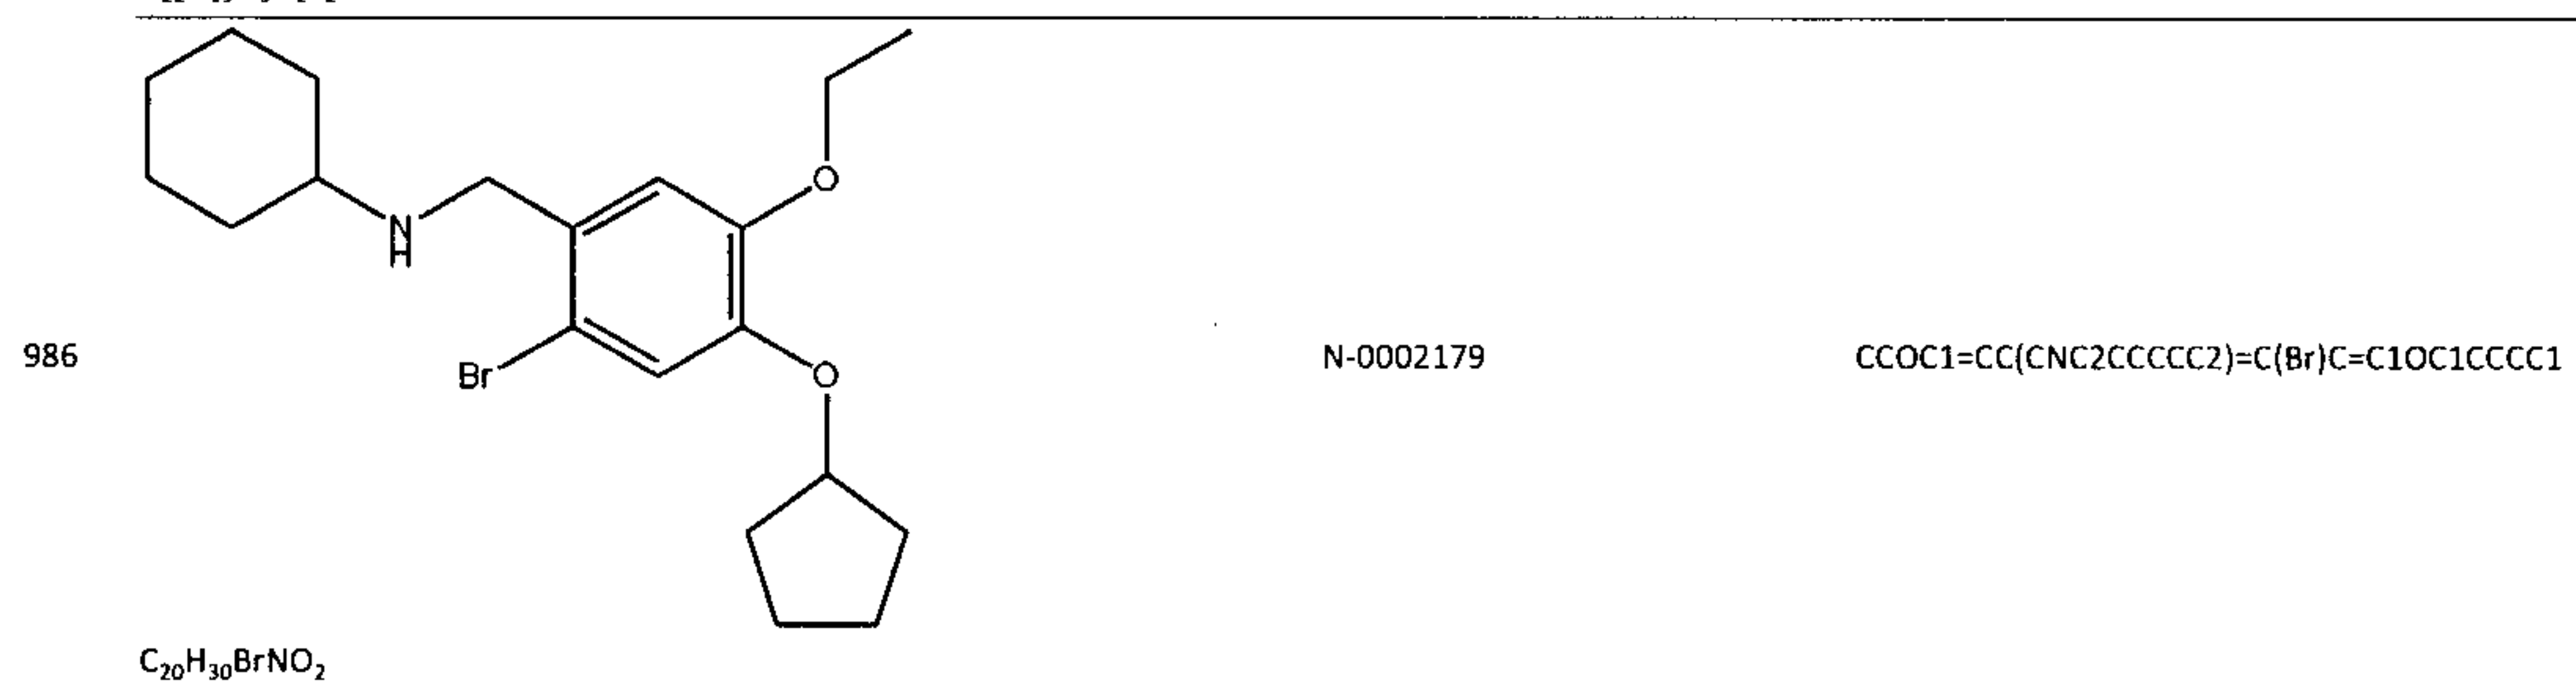 O
N
H
986
Br
O
N-0002179
CCOC1=CC(CNC2CCCCC2)=C(Br)C=C1OC1CCCC1
C₂₀H₃₀BrNO₂